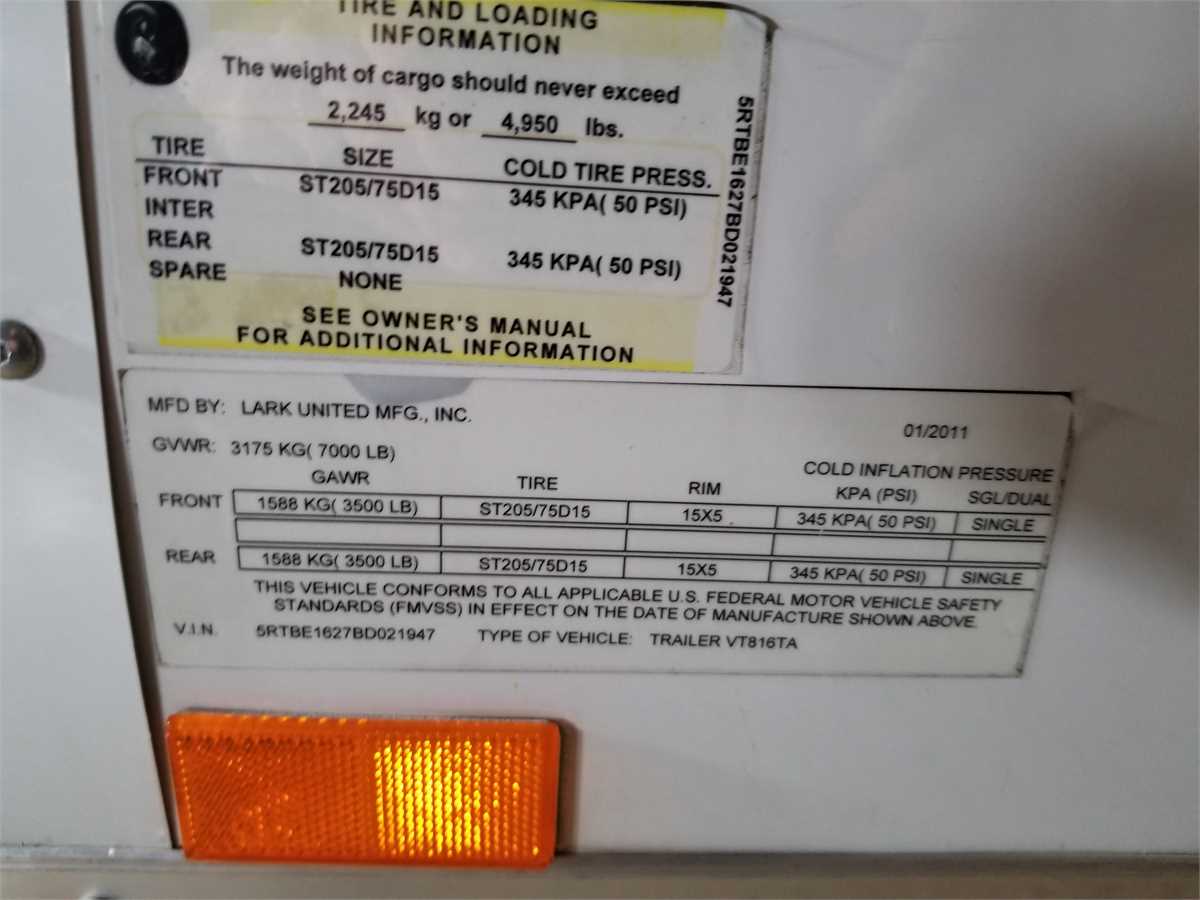 TIRE AND LOADING
INFORMATION
The weight of cargo should never exceed
2,245 kg or 4,950 lbs.
TIRE SIZE COLD TIRE PRESS.
FRONT ST205/75D15 345 KPA( 50 PSI)
INTER
REAR ST205/75D15 345 KPA( 50 PSI)
SPARE NONE
SEE OWNER'S MANUAL
FOR ADDITIONAL INFORMATION
5RTBE1627BD021947
MFD BY: LARK UNITED MFG., INC. 01/2011
GVWR: 3175 KG( 7000 LB)
COLD INFLATION PRESSURE
GAWR TIRE RIM KPA (PSI) SGL/DUAL
FRONT 1588 KG( 3500 LB) ST205/75D15 15X5 345 KPA( 50 PSI) SINGLE
REAR 1588 KG( 3500 LB) ST205/75D15 15X5 345 KPA( 50 PSI) SINGLE
THIS VEHICLE CONFORMS TO ALL APPLICABLE U.S. FEDERAL MOTOR VEHICLE SAFETY
STANDARDS (FMVSS) IN EFFECT ON THE DATE OF MANUFACTURE SHOWN ABOVE.
V.I.N. 5RTBE1627BD021947 TYPE OF VEHICLE: TRAILER VT816TA